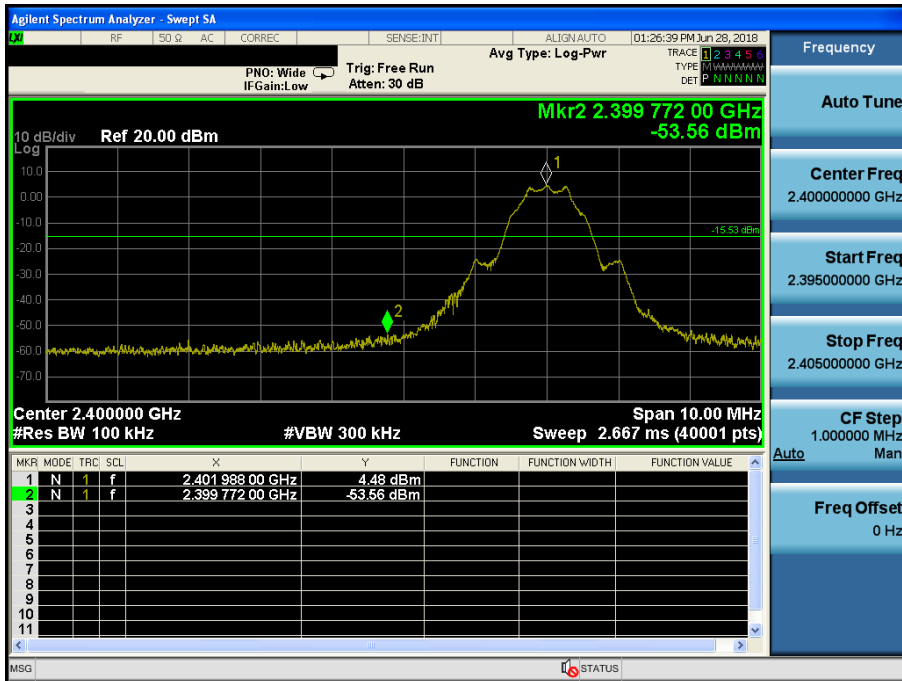 Agilent Spectrum Analyzer - Swept SA
LXI RF 50 Ω AC CORREC SENSE:INT ALIGNAUTO 01:26:39 PM Jun 28, 2018
Avg Type: Log-Pwr
TRACE 1 2 3 4 5 6
TYPE M W W W W W
DET P N N N N N
PNO: Wide Trig: Free Run
IFGain:Low Atten: 30 dB
Mkr2 2.399 772 00 GHz
-53.56 dBm
10 dB/div Ref 20.00 dBm
Log
10.0
0.00
-10.0
-20.0
-30.0
-40.0
-50.0
-60.0
-70.0
1
-15.53 dBm
2
Center 2.400000 GHz Span 10.00 MHz
#Res BW 100 kHz #VBW 300 kHz Sweep 2.667 ms (40001 pts)
MKR MODE TRC SCL X Y FUNCTION FUNCTION WIDTH FUNCTION VALUE
1 N 1 f 2.401 988 00 GHz 4.48 dBm
2 N 1 f 2.399 772 00 GHz -53.56 dBm
3
4
5
6
7
8
9
10
11
MSG STATUS
Frequency
Auto Tune
Center Freq
2.400000000 GHz
Start Freq
2.395000000 GHz
Stop Freq
2.405000000 GHz
CF Step
1.000000 MHz
Auto Man
Freq Offset
0 Hz